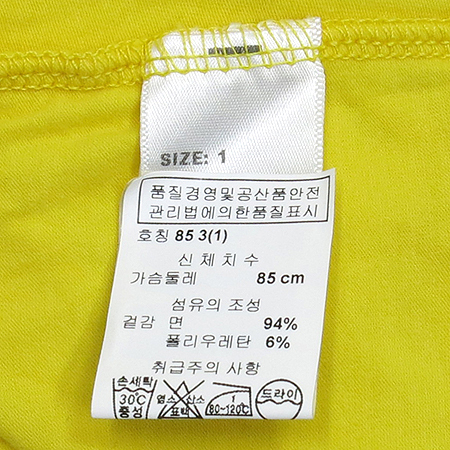 SIZE: 1
품질경영및공산품안전
관리법에의한품질표시
호칭 85 3(1)
신체치수
가슴둘레 85 cm
섬유의 조성
겉감 면 94%
폴리우레탄 6%
취급주의 사항
손세탁 30℃ 중성
염소 산소 표백
1 80~120℃
드라이